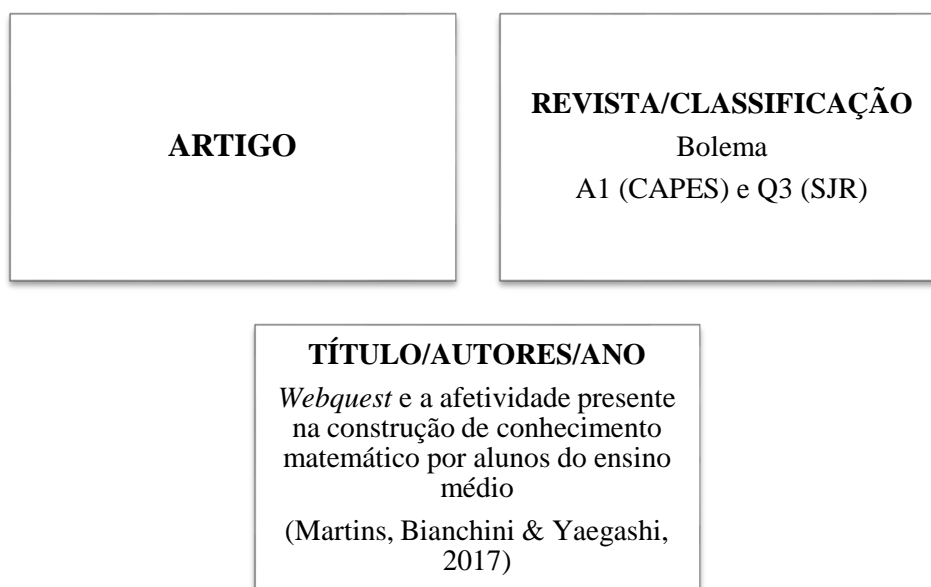 ARTIGO
REVISTA/CLASSIFICAÇÃO
Bolema
A1 (CAPES) e Q3 (SJR)
TÍTULO/AUTORES/ANO
Webquest e a afetividade presente
na construção de conhecimento
matemático por alunos do ensino
médio
(Martins, Bianchini & Yaegashi,
2017)